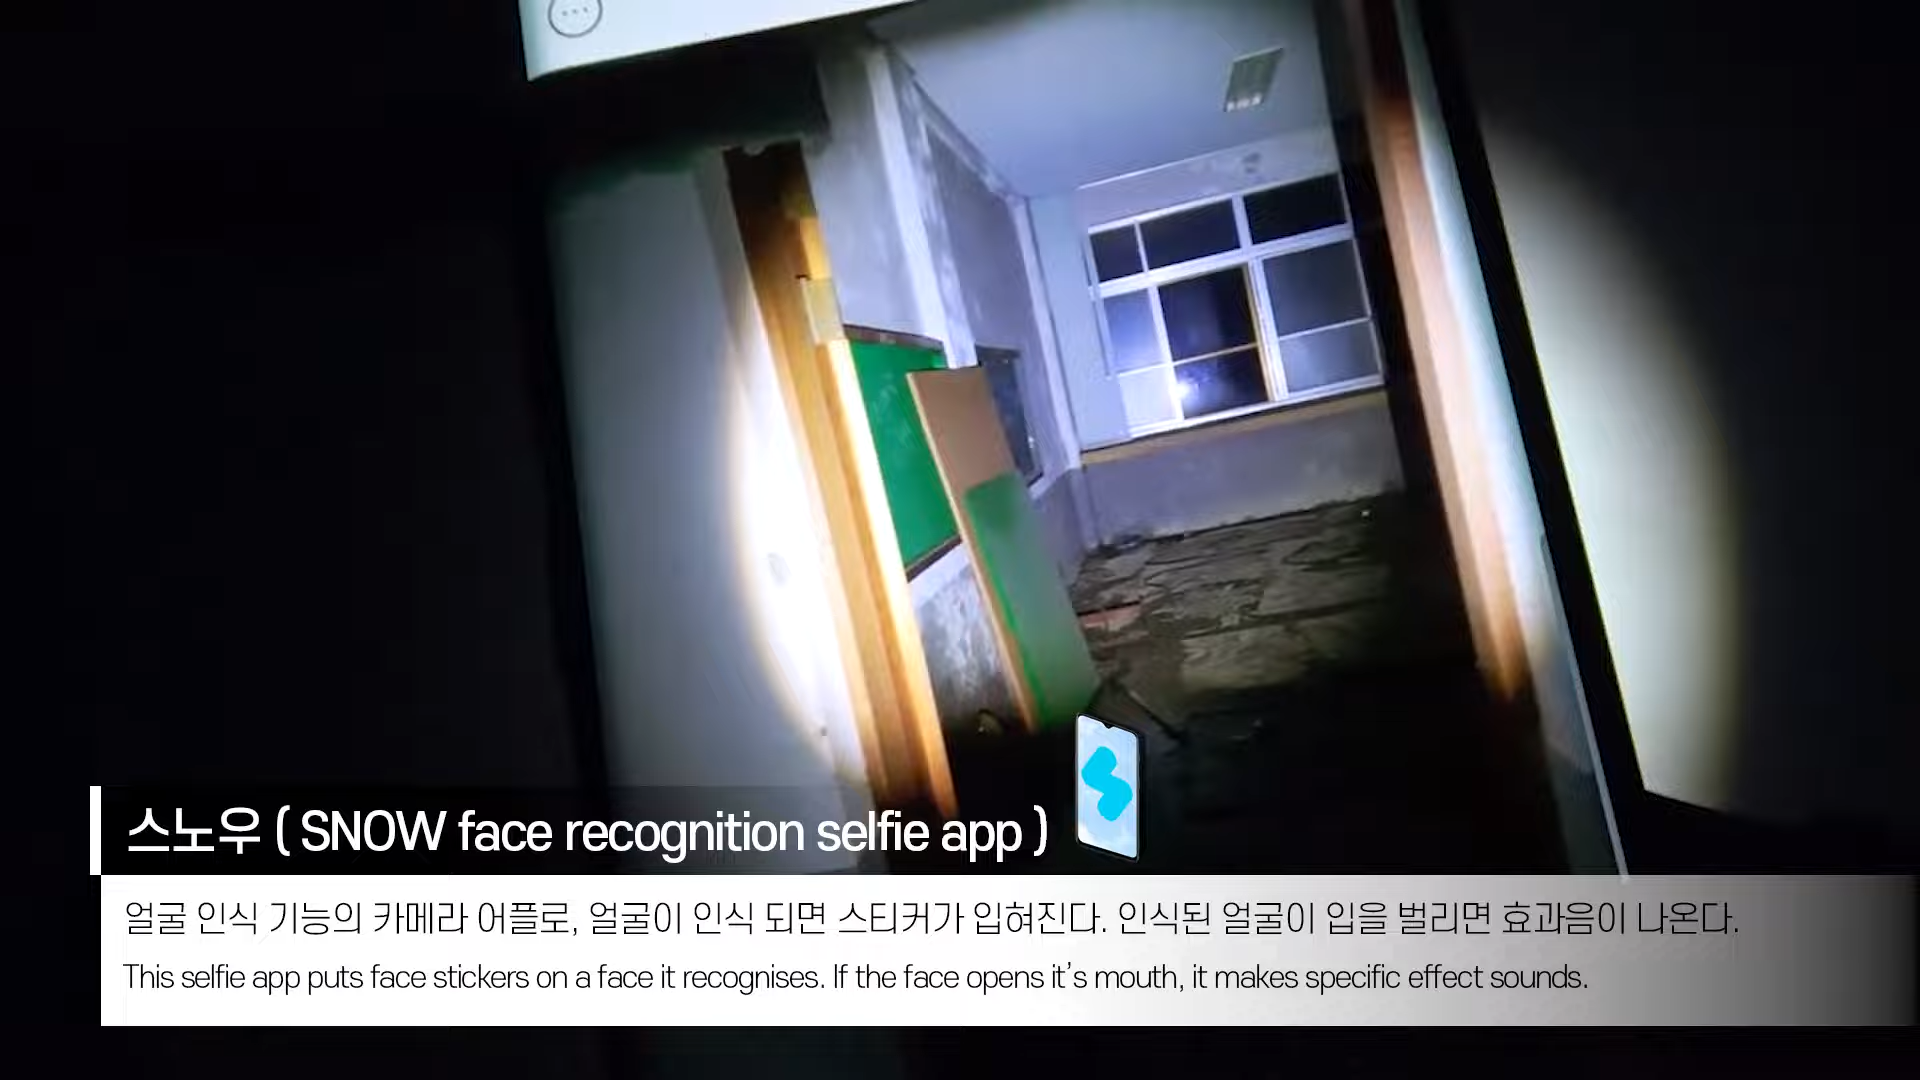 스노우 ( SNOW face recognition selfie app )
얼굴 인식 기능의 카메라 어플로, 얼굴이 인식 되면 스티커가 입혀진다. 인식된 얼굴이 입을 벌리면 효과음이 나온다.
This selfie app puts face stickers on a face it recognises. If the face opens it's mouth, it makes specific effect sounds.